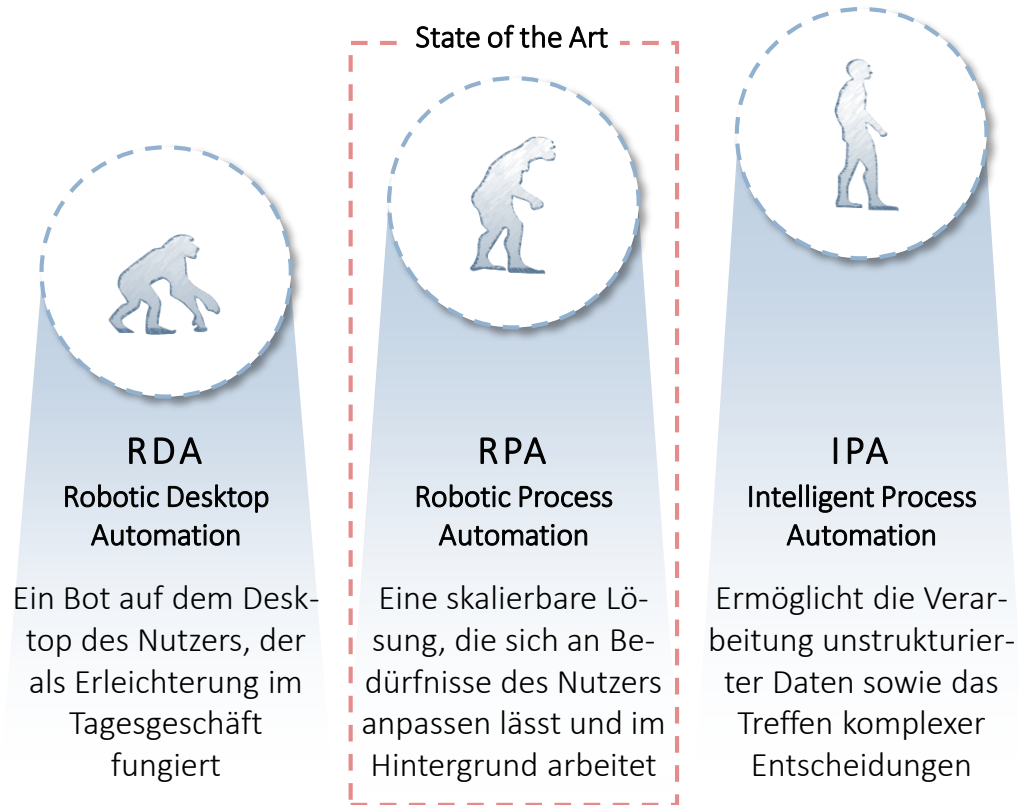 State of the Art
RDA
Robotic Desktop
Automation
Ein Bot auf dem Desk-
top des Nutzers, der
als Erleichterung im
Tagesgeschäft
fungiert
RPA
Robotic Process
Automation
Eine skalierbare Lö-
sung, die sich an Be-
dürfnisse des Nutzers
anpassen lässt und im
Hintergrund arbeitet
IPA
Intelligent Process
Automation
Ermöglicht die Verar-
beitung unstrukturier-
ter Daten sowie das
Treffen komplexer
Entscheidungen